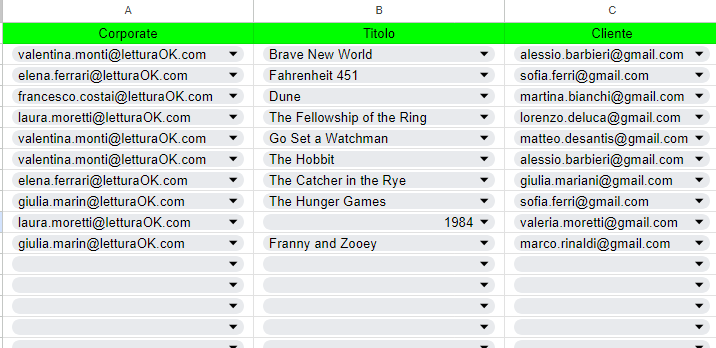 A B C
Corporate Titolo Cliente
valentina.monti@letturaOK.com Brave New World alessio.barbieri@gmail.com
elena.ferrari@letturaOK.com Fahrenheit 451 sofia.ferri@gmail.com
francesco.costai@letturaOK.com Dune martina.bianchi@gmail.com
laura.moretti@letturaOK.com The Fellowship of the Ring lorenzo.deluca@gmail.com
valentina.monti@letturaOK.com Go Set a Watchman matteo.desantis@gmail.com
valentina.monti@letturaOK.com The Hobbit alessio.barbieri@gmail.com
elena.ferrari@letturaOK.com The Catcher in the Rye giulia.mariani@gmail.com
giulia.marin@letturaOK.com The Hunger Games sofia.ferri@gmail.com
laura.moretti@letturaOK.com 1984 valeria.moretti@gmail.com
giulia.marin@letturaOK.com Franny and Zooey marco.rinaldi@gmail.com